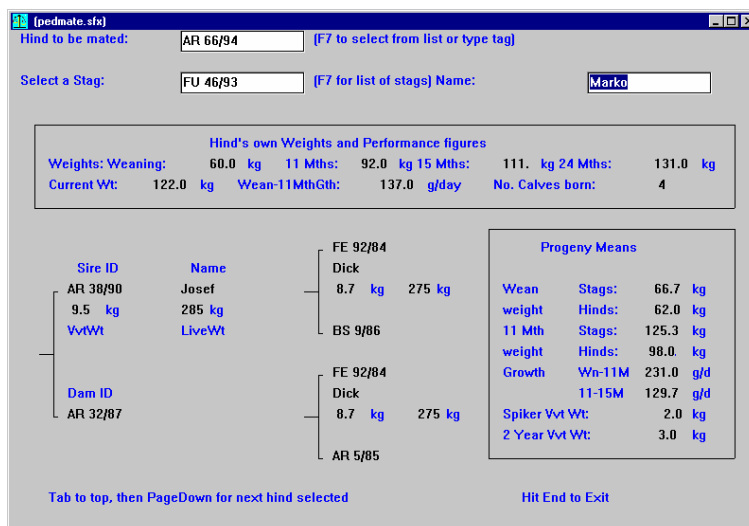 (pedmate.sfx)
Hind to be mated: AR 66/94 (F7 to select from list or type tag)
Select a Stag: FU 46/93 (F7 for list of stags) Name: Marko
Hind's own Weights and Performance figures
Weights: Weaning: 60.0 kg 11 Mths: 92.0 kg 15 Mths: 111. kg 24 Mths: 131.0 kg
Current Wt: 122.0 kg Wean-11MthGth: 137.0 g/day No. Calves born: 4
FE 92/84
Sire ID Name Dick
AR 38/90 Josef 8.7 kg 275 kg
9.5 kg 285 kg
VvtWt LiveWt BS 9/86
FE 92/84
Dam ID Dick
AR 32/87 8.7 kg 275 kg
AR 5/85
Progeny Means
Wean Stags: 66.7 kg
weight Hinds: 62.0 kg
11 Mth Stags: 125.3 kg
weight Hinds: 98.0. kg
Growth Wn-11M 231.0 g/d
11-15M 129.7 g/d
Spiker Vvt Wt: 2.0 kg
2 Year Vvt Wt: 3.0 kg
Tab to top, then PageDown for next hind selected Hit End to Exit